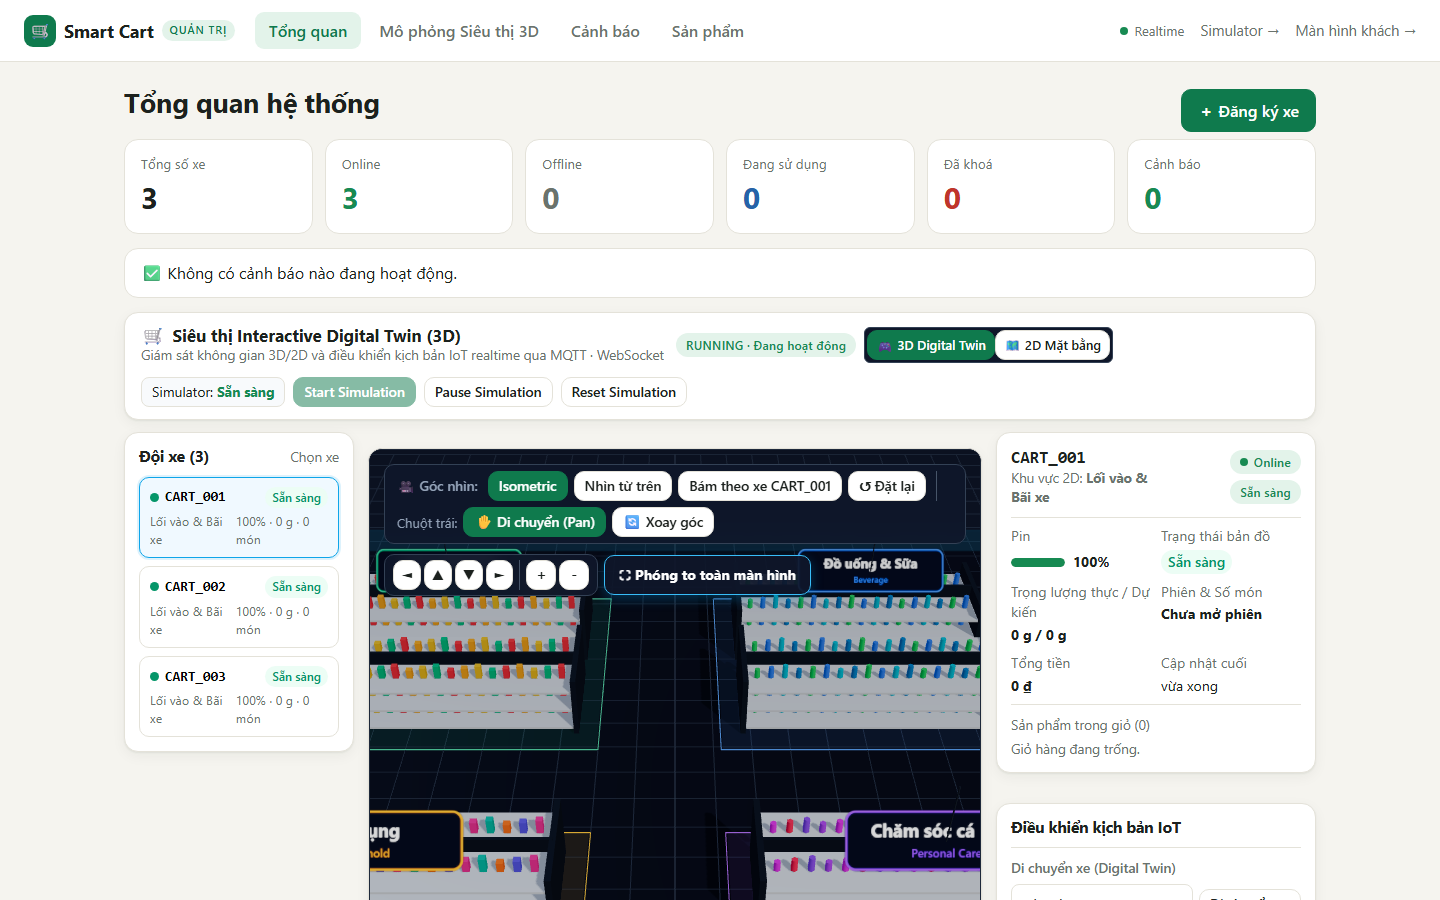 Smart Cart QUẢN TRỊ Tổng quan Mô phỏng Siêu thị 3D Cảnh báo Sản phẩm Realtime Simulator → Màn hình khách →
Tổng quan hệ thống
+ Đăng ký xe
Tổng số xe Online Offline Đang sử dụng Đã khoá Cảnh báo
3 3 0 0 0 0
Không có cảnh báo nào đang hoạt động.
Siêu thị Interactive Digital Twin (3D)
Giám sát không gian 3D/2D và điều khiển kịch bản IoT realtime qua MQTT · WebSocket
RUNNING · Đang hoạt động 3D Digital Twin 2D Mặt bằng
Simulator: Sẵn sàng Start Simulation Pause Simulation Reset Simulation
Đội xe (3) Chọn xe
CART_001 Sẵn sàng
Lối vào & Bãi xe 100% · 0 g · 0 món
CART_002 Sẵn sàng
Lối vào & Bãi xe 100% · 0 g · 0 món
CART_003 Sẵn sàng
Lối vào & Bãi xe 100% · 0 g · 0 món
Góc nhìn: Isometric Nhìn từ trên Bám theo xe CART_001 ↺ Đặt lại
Chuột trái: Di chuyển (Pan) Xoay góc
◄ ▲ ▼ ► + - Phóng to toàn màn hình
Đồ uống & Sữa
Beverage
ụng
hold
Chăm sóc cá
Personal Care
CART_001 Online
Khu vực 2D: Lối vào & Bãi xe
Sẵn sàng
Pin Trạng thái bản đồ
100% Sẵn sàng
Trọng lượng thực / Dự kiến Phiên & Số món
0 g / 0 g Chưa mở phiên
Tổng tiền Cập nhật cuối
0 ₫ vừa xong
Sản phẩm trong giỏ (0)
Giỏ hàng đang trống.
Điều khiển kịch bản IoT
Di chuyển xe (Digital Twin)